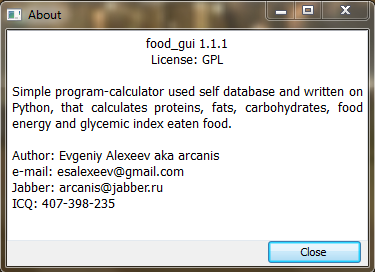 About
food_gui 1.1.1
License: GPL
Simple program-calculator used self database and written on
Python, that calculates proteins, fats, carbohydrates, food
energy and glycemic index eaten food.
Author: Evgeniy Alexeev aka arcanis
e-mail: esalexeev@gmail.com
Jabber: arcanis@jabber.ru
ICQ: 407-398-235
Close